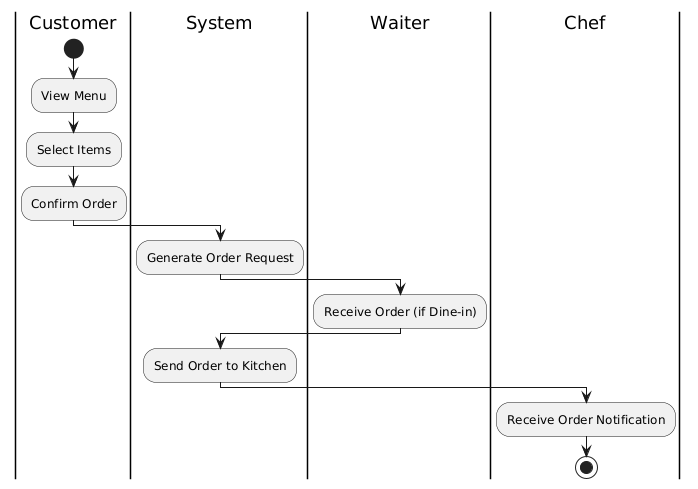 Customer
System
Waiter
Chef
View Menu
Select Items
Confirm Order
Generate Order Request
Receive Order (if Dine-in)
Send Order to Kitchen
Receive Order Notification